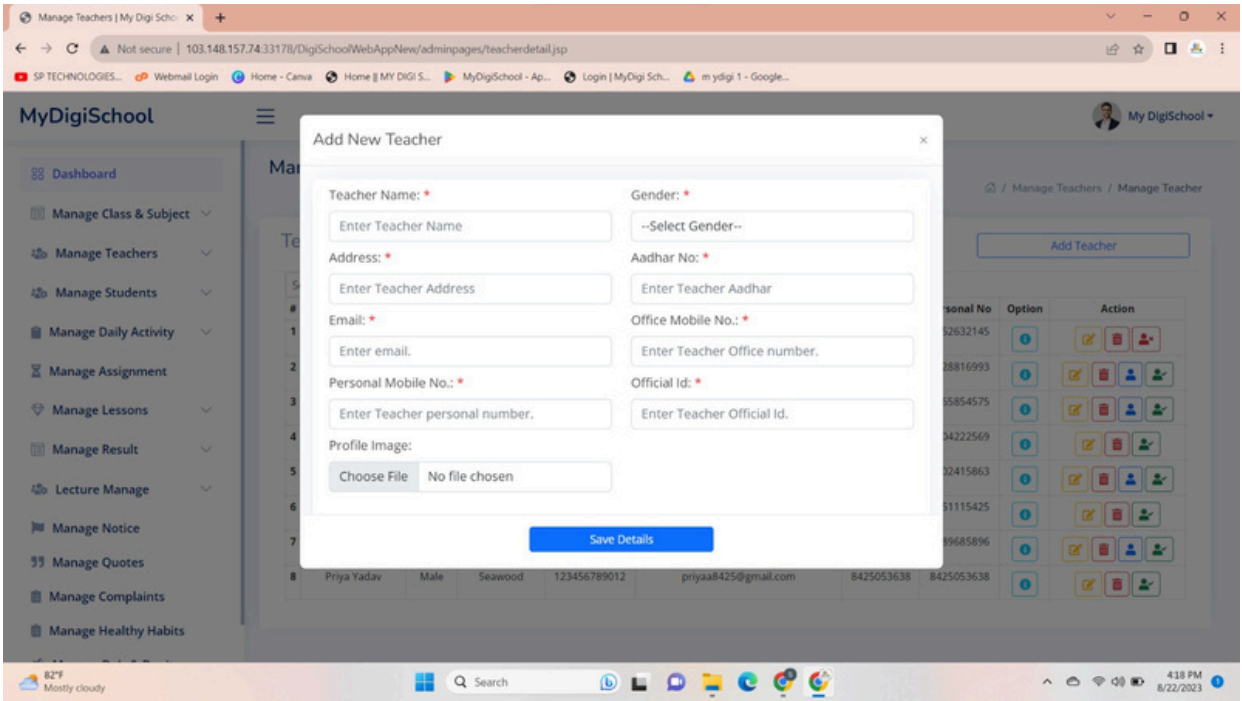 Manage Teachers | My Digi Scho
Not secure | 103.148.157.74:33178/DigiSchoolWebAppNew/adminpages/teacherdetail.jsp
SP TECHNOLOGIES... Webmail Login Home - Canva Home || MY DIGI S... MyDigiSchool - Ap... Login | MyDigi Sch... m ydigi 1 - Google...
MyDigiSchool
My DigiSchool
Add New Teacher ×
Dashboard
Manage Class & Subject
Manage Teachers
Manage Students
Manage Daily Activity
Manage Assignment
Manage Lessons
Manage Result
Lecture Manage
Manage Notice
Manage Quotes
Manage Complaints
Manage Healthy Habits
/ Manage Teachers / Manage Teacher
Add Teacher
Teacher Name: * Gender: *
Enter Teacher Name --Select Gender--
Address: * Aadhar No: *
Enter Teacher Address Enter Teacher Aadhar
Email: * Office Mobile No.: *
Enter email. Enter Teacher Office number.
Personal Mobile No.: * Official Id: *
Enter Teacher personal number. Enter Teacher Official Id.
Profile Image:
Choose File No file chosen
Save Details
# Option Action
1 52632145
2 28816993
3 55854575
4 04222569
5 02415863
6 51115425
7 89685896
8 Priya Yadav Male Seawood 123456789012 priyaa8425@gmail.com 8425053638 8425053638
82°F
Mostly cloudy
Search
4:18 PM
8/22/2023